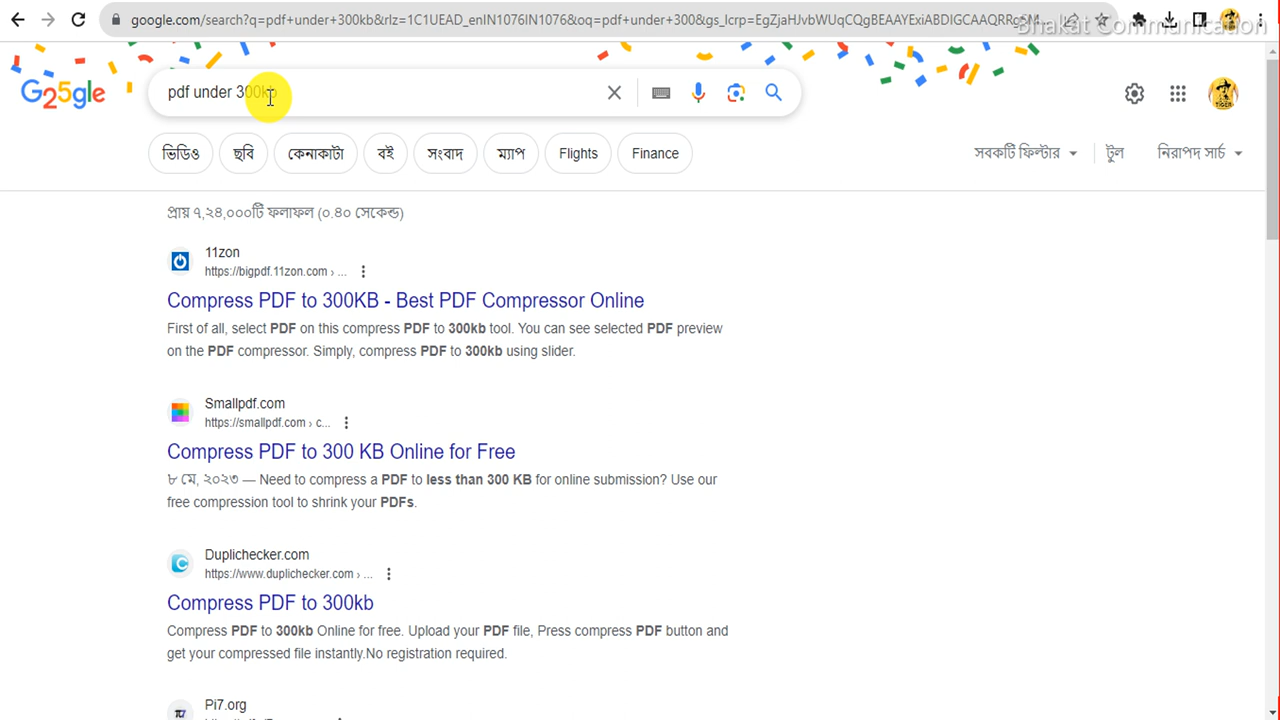 google.com/search?q=pdf+under+300kb&rlz=1C1UEAD_enIN1076IN1076&oq=pdf+under+300&gs_lcrp=EgZjaHJvbWUqCQgBEAAYExiABDIGCAAQRRg5M...
Bhakat Communication
G25gle
pdf under 300kb
ভিডিও ছবি কেনাকাটা বই সংবাদ ম্যাপ Flights Finance
সবকটি ফিল্টার টুল নিরাপদ সার্চ
প্রায় ৭,২৪,০০০টি ফলাফল (০.৪০ সেকেন্ড)
11zon
https://bigpdf.11zon.com › ...
Compress PDF to 300KB - Best PDF Compressor Online
First of all, select PDF on this compress PDF to 300kb tool. You can see selected PDF preview
on the PDF compressor. Simply, compress PDF to 300kb using slider.
Smallpdf.com
https://smallpdf.com › c...
Compress PDF to 300 KB Online for Free
৮ মে, ২০২৩ — Need to compress a PDF to less than 300 KB for online submission? Use our
free compression tool to shrink your PDFs.
Duplichecker.com
https://www.duplichecker.com › ...
Compress PDF to 300kb
Compress PDF to 300kb Online for free. Upload your PDF file, Press compress PDF button and
get your compressed file instantly.No registration required.
Pi7.org